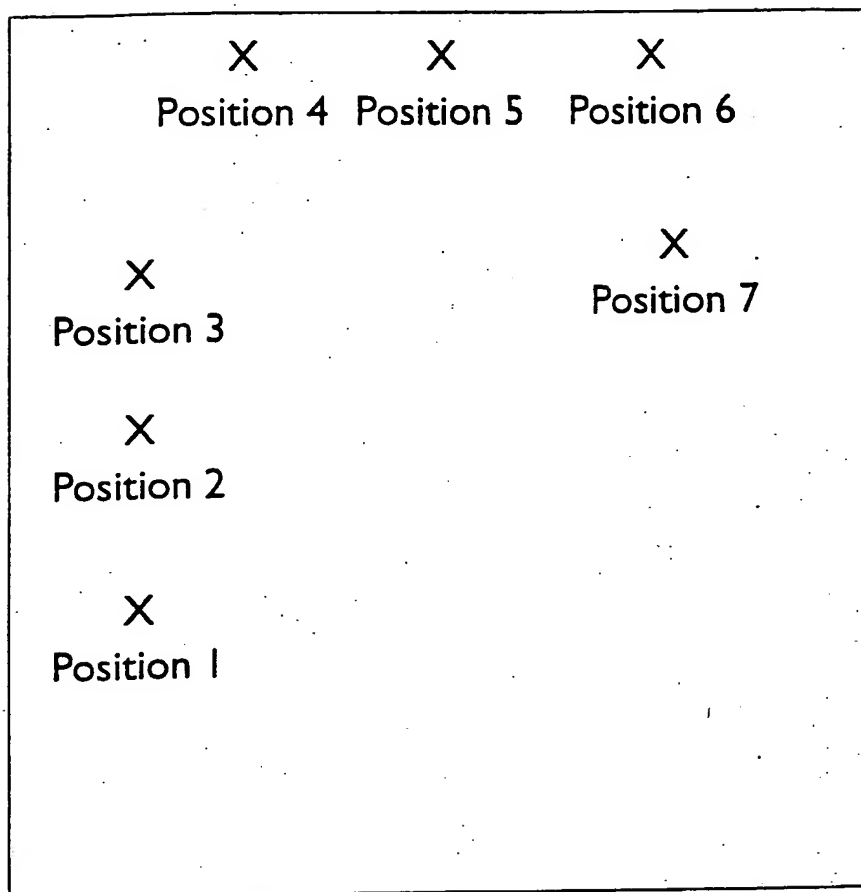 X X X
Position 4 Position 5 Position 6
X
Position 7
X
Position 3
X
Position 2
X
Position 1